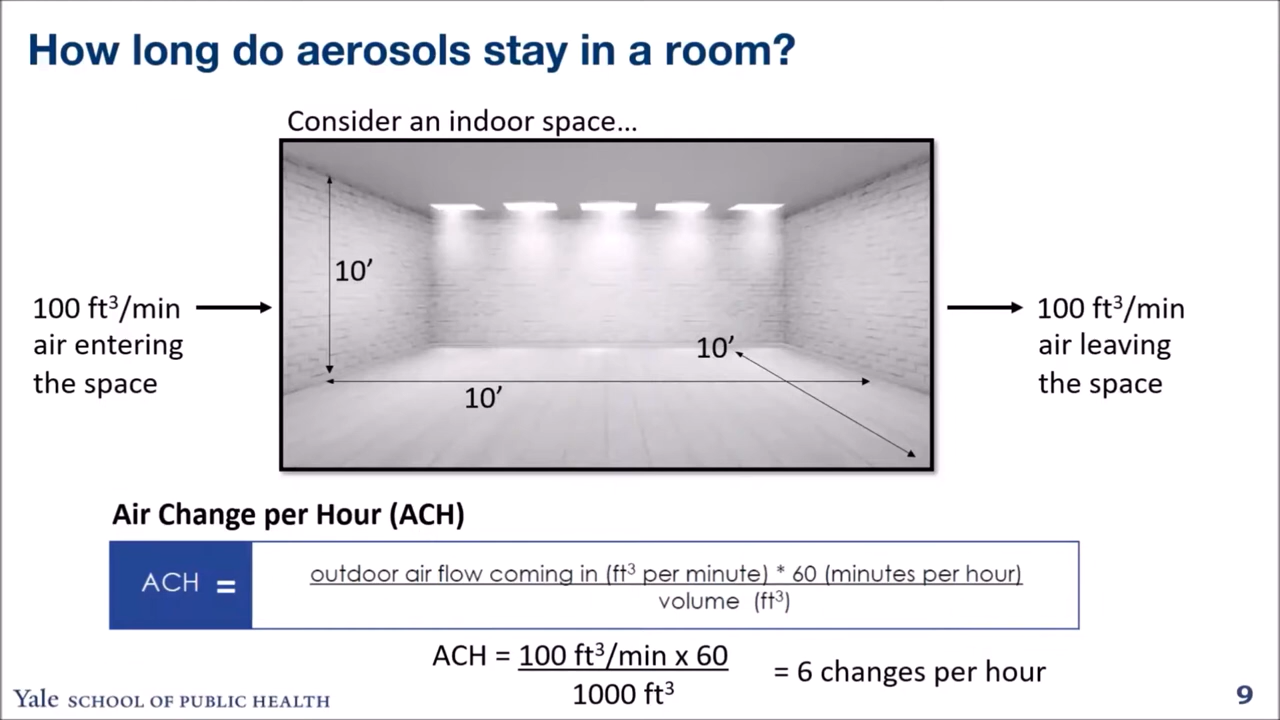 How long do aerosols stay in a room?
Consider an indoor space...
10’
10’
10’
100 ft³/min
air entering
the space
100 ft³/min
air leaving
the space
Air Change per Hour (ACH)
ACH =
outdoor air flow coming in (ft³ per minute) * 60 (minutes per hour)
volume (ft³)
ACH = 100 ft³/min x 60
1000 ft³
= 6 changes per hour
Yale SCHOOL OF PUBLIC HEALTH
9